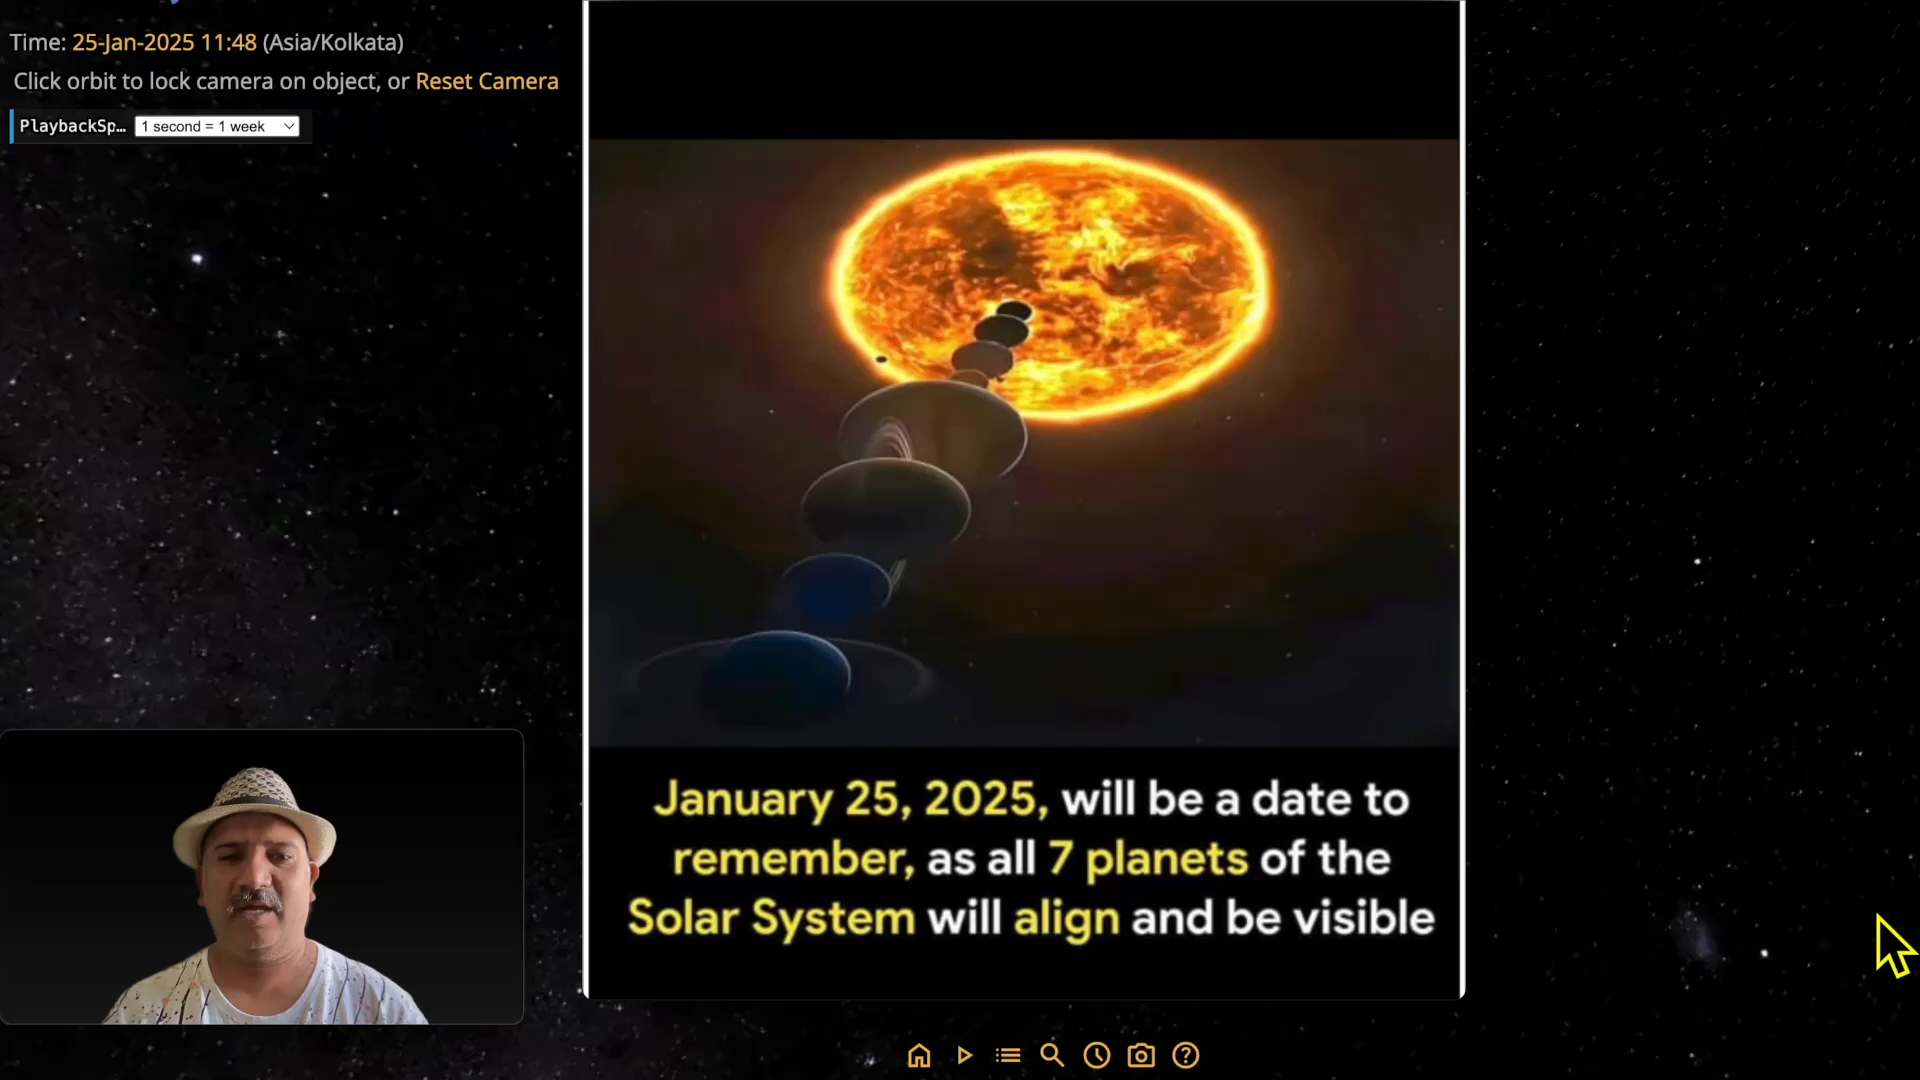 Time: 25-Jan-2025 11:48 (Asia/Kolkata)
Click orbit to lock camera on object, or Reset Camera
PlaybackSp... 1 second = 1 week
January 25, 2025, will be a date to
remember, as all 7 planets of the
Solar System will align and be visible